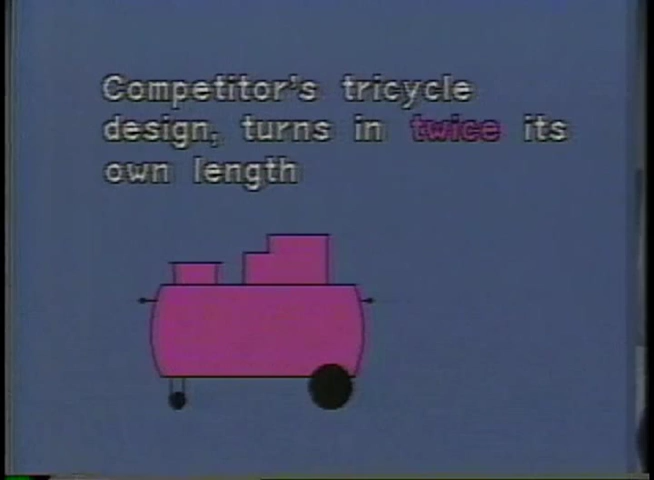 Competitor's tricycle
design, turns in twice its
own length